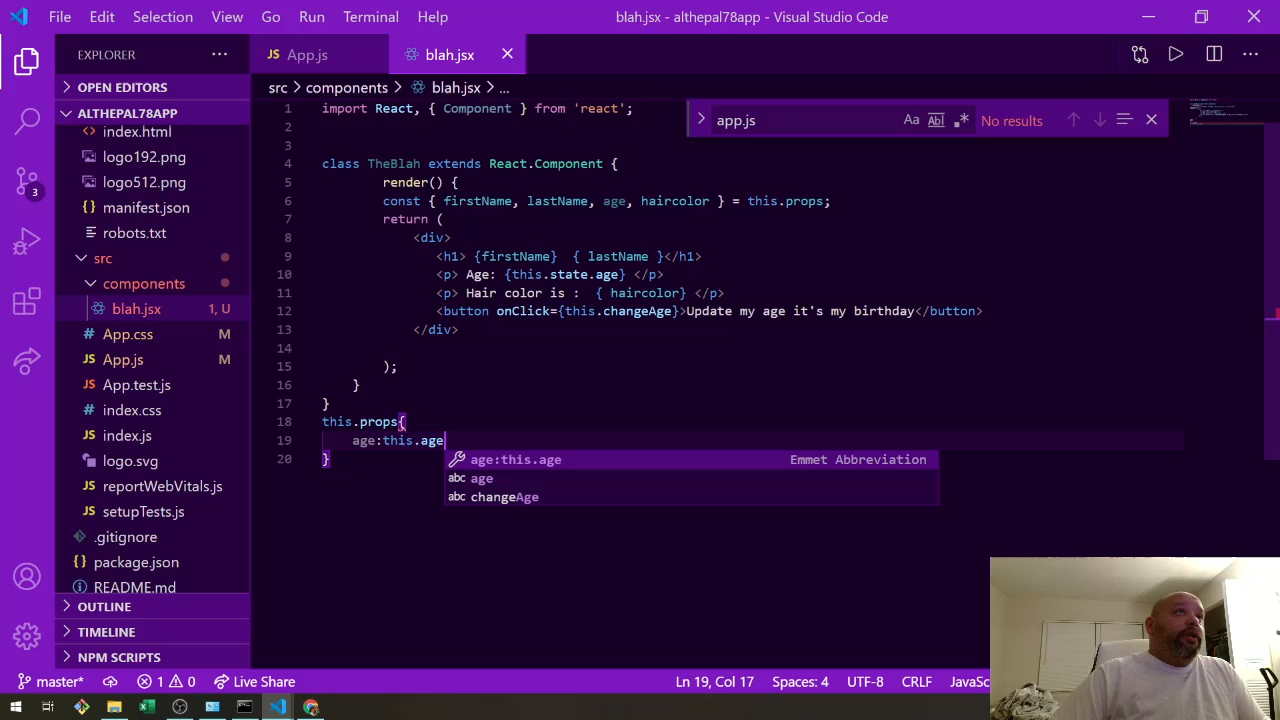 File Edit Selection View Go Run Terminal Help blah.jsx - althepal78app - Visual Studio Code
EXPLORER
OPEN EDITORS
ALTHEPAL78APP
index.html
logo192.png
logo512.png
manifest.json
robots.txt
src
components
blah.jsx 1, U
App.css M
App.js M
App.test.js
index.css
index.js
logo.svg
reportWebVitals.js
setupTests.js
.gitignore
package.json
README.md
OUTLINE
TIMELINE
NPM SCRIPTS
3
JS App.js blah.jsx
src > components > blah.jsx > ...
app.js Aa Abl No results
1 import React, { Component } from 'react';
2
3
4 class TheBlah extends React.Component {
5 render() {
6 const { firstName, lastName, age, haircolor } = this.props;
7 return (
8 <div>
9 <h1> {firstName} { lastName }</h1>
10 <p> Age: {this.state.age} </p>
11 <p> Hair color is : { haircolor} </p>
12 <button onClick={this.changeAge}>Update my age it's my birthday</button>
13 </div>
14
15 );
16 }
17 }
18 this.props{
19 age:this.age
20 }
age:this.age Emmet Abbreviation
abc age
abc changeAge
master* 1 0 Live Share Ln 19, Col 17 Spaces: 4 UTF-8 CRLF JavaSc